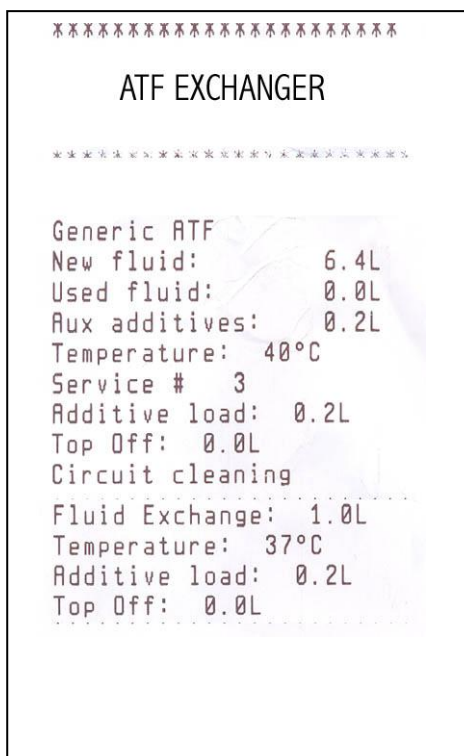 ***********************
ATF EXCHANGER
************************
Generic ATF
New fluid: 6.4L
Used fluid: 0.0L
Aux additives: 0.2L
Temperature: 40°C
Service # 3
Additive load: 0.2L
Top Off: 0.0L
Circuit cleaning
Fluid Exchange: 1.0L
Temperature: 37°C
Additive load: 0.2L
Top Off: 0.0L